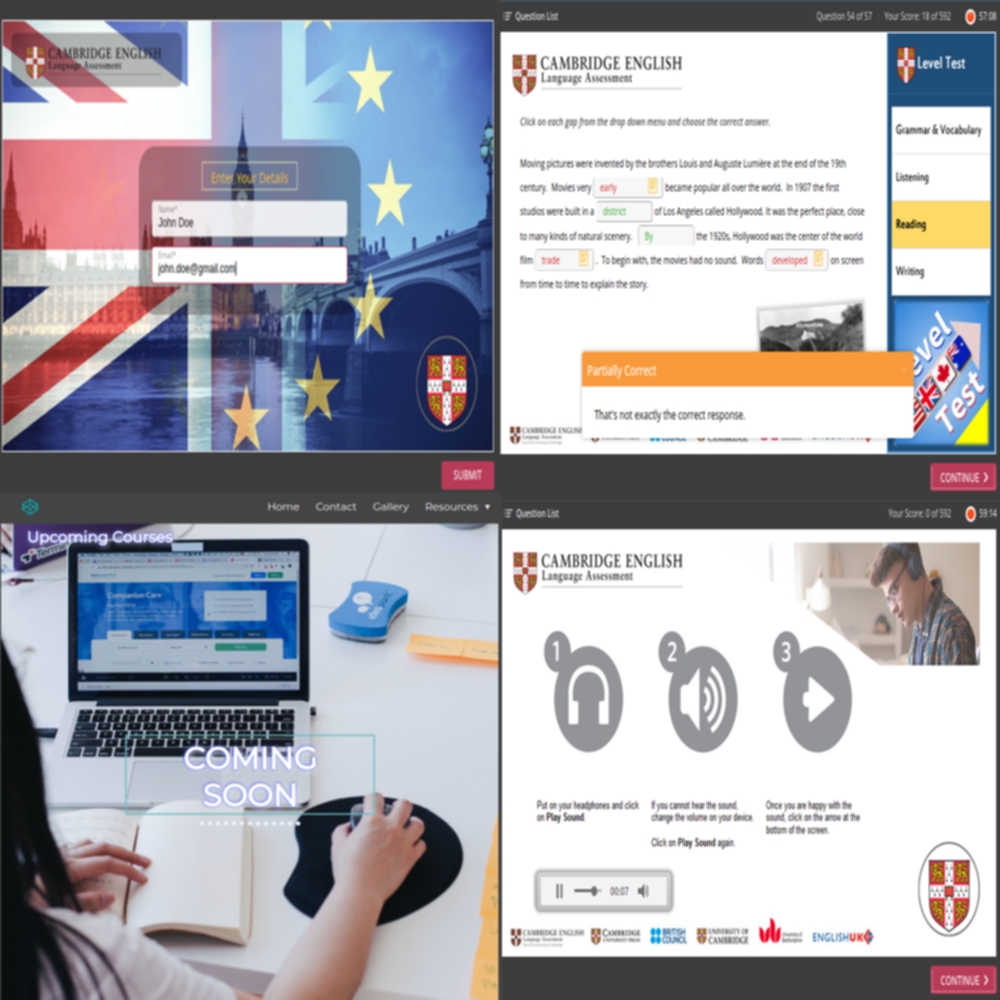 CAMBRIDGE ENGLISH
Language Assessment
Enter Your Details
Name*
John Doe
Email*
john.doe@gmail.com
SUBMIT
Question List
Question 54 of 57
Your Score: 18 of 592
57:08
CAMBRIDGE ENGLISH
Language Assessment
Click on each gap from the drop down menu and choose the correct answer.
Moving pictures were invented by the brothers Louis and Auguste Lumière at the end of the 19th
century. Movies very early became popular all over the world. In 1907 the first
studios were built in a district of Los Angeles called Hollywood. It was the perfect place, close
to many kinds of natural scenery. By the 1920s, Hollywood was the center of the world
film trade . To begin with, the movies had no sound. Words developed on screen
from time to time to explain the story.
Level Test
Grammar & Vocabulary
Listening
Reading
Writing
evel
Test
Partially Correct
That's not exactly the correct response.
CAMBRIDGE ENGLISH
CONTINUE
Home Contact Gallery Resources
Upcoming Courses
Companion Care
COMING
SOON
Question List
Your Score: 0 of 592
59:14
CAMBRIDGE ENGLISH
Language Assessment
1
2
3
Put on your headphones and click
on Play Sound.
If you cannot hear the sound,
change the volume on your device.
Click on Play Sound again.
Once you are happy with the
sound, click on the arrow at the
bottom of the screen.
00:07
CAMBRIDGE ENGLISH
Language Assessment
CAMBRIDGE
UNIVERSITY PRESS
BRITISH
COUNCIL
UNIVERSITY OF
CAMBRIDGE
University of
Bedfordshire
ENGLISHUK
CONTINUE